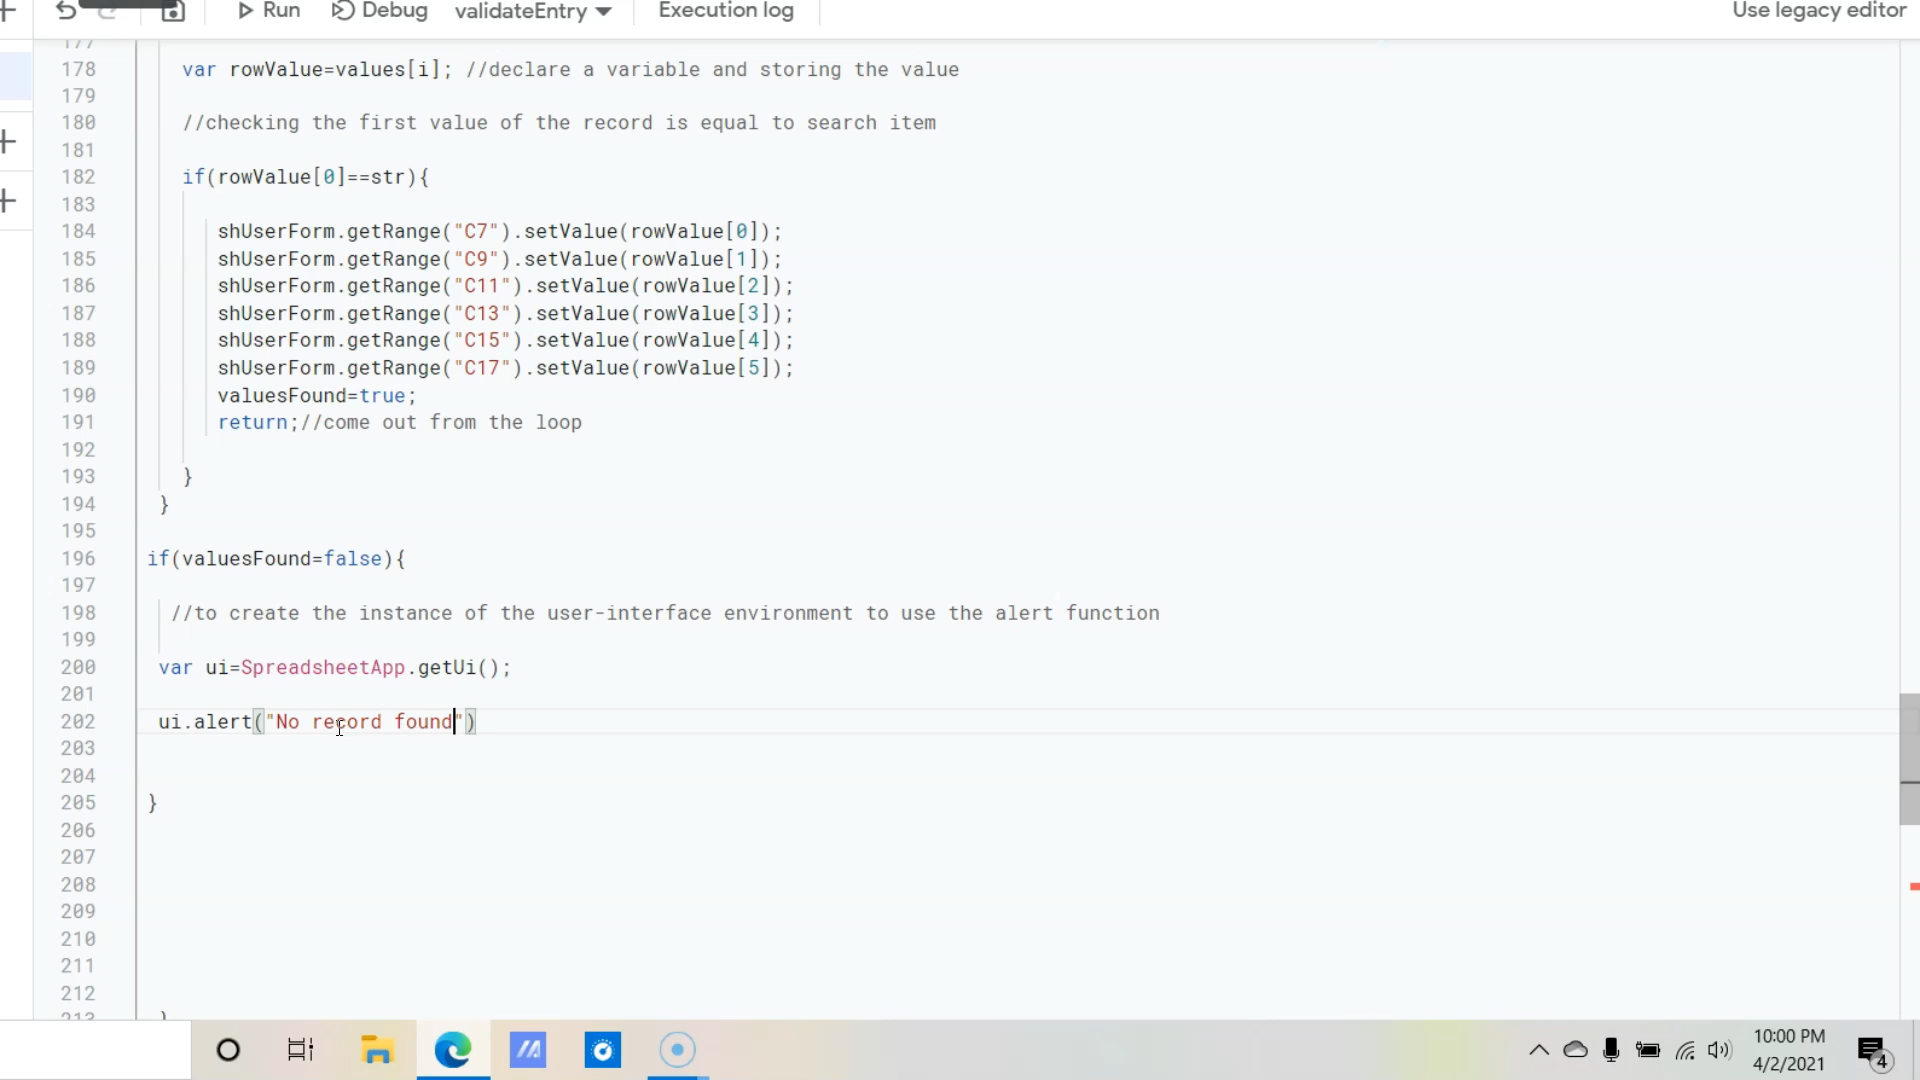 Run Debug validateEntry Execution log Use legacy editor
177
178 var rowValue=values[i]; //declare a variable and storing the value
179
180 //checking the first value of the record is equal to search item
181
182 if(rowValue[0]==str){
183
184 shUserForm.getRange("C7").setValue(rowValue[0]);
185 shUserForm.getRange("C9").setValue(rowValue[1]);
186 shUserForm.getRange("C11").setValue(rowValue[2]);
187 shUserForm.getRange("C13").setValue(rowValue[3]);
188 shUserForm.getRange("C15").setValue(rowValue[4]);
189 shUserForm.getRange("C17").setValue(rowValue[5]);
190 valuesFound=true;
191 return;//come out from the loop
192
193 }
194 }
195
196 if(valuesFound=false){
197
198 //to create the instance of the user-interface environment to use the alert function
199
200 var ui=SpreadsheetApp.getUi();
201
202 ui.alert("No record found")
203
204
205 }
206
207
208
209
210
211
212
213 }
10:00 PM
4/2/2021
4